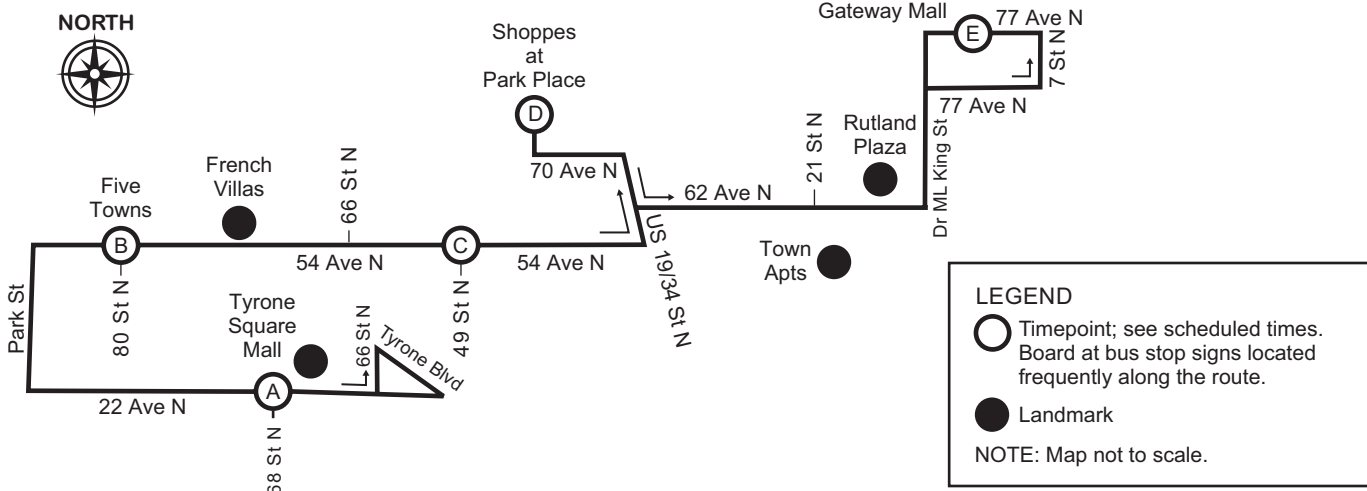 NORTH
Shoppes
at
Park Place
D
70 Ave N
Gateway Mall
E
77 Ave N
7 St N
77 Ave N
Dr ML King St
Rutland
Plaza
21 St N
62 Ave N
Town
Apts
US 19/34 St N
French
Villas
66 St N
Five
Towns
B
80 St N
54 Ave N
C
49 St N
54 Ave N
Park St
Tyrone
Square
Mall
66 St N
Tyrone Blvd
22 Ave N
A
68 St N
LEGEND
Timepoint; see scheduled times.
Board at bus stop signs located
frequently along the route.
Landmark
NOTE: Map not to scale.